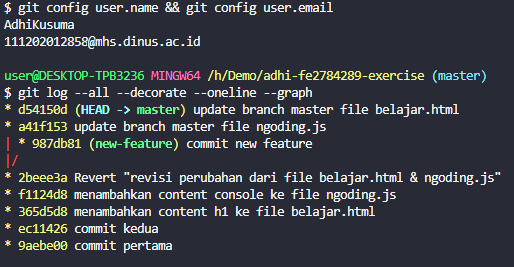 $ git config user.name && git config user.email
AdhiKusuma
111202012858@mhs.dinus.ac.id
user@DESKTOP-TPB3236 MINGW64 /h/Demo/adhi-fe2784289-exercise (master)
$ git log --all --decorate --oneline --graph
* d54150d (HEAD -> master) update branch master file belajar.html
* a41f153 update branch master file ngoding.js
| * 987db81 (new-feature) commit new feature
|/
* 2beee3a Revert "revisi perubahan dari file belajar.html & ngoding.js"
* f1124d8 menambahkan content console ke file ngoding.js
* 365d5d8 menambahkan content h1 ke file belajar.html
* ec11426 commit kedua
* 9aebe00 commit pertama